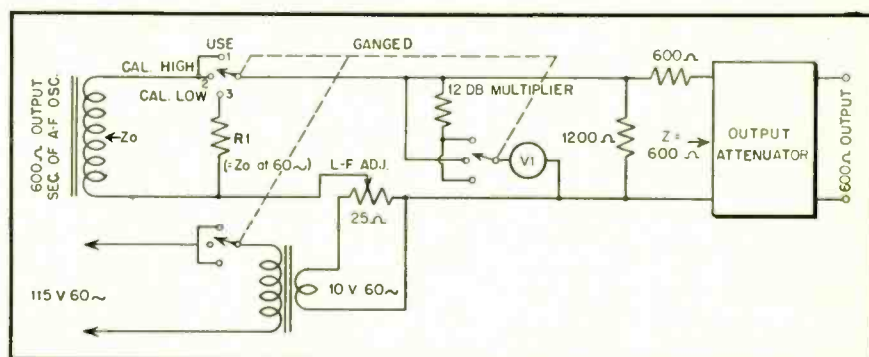 USE
GANGED
CAL. HIGH
1
2
CAL. LOW
3
600Ω OUTPUT
SEC. OF A-F OSC.
Zo
R1
(=Zo at 60~)
L-F ADJ.
25Ω
12 DB MULTIPLIER
V1
600Ω
1200Ω
Z=
600
Ω
OUTPUT
ATTENUATOR
600Ω OUTPUT
115 V 60~
10 V 60~